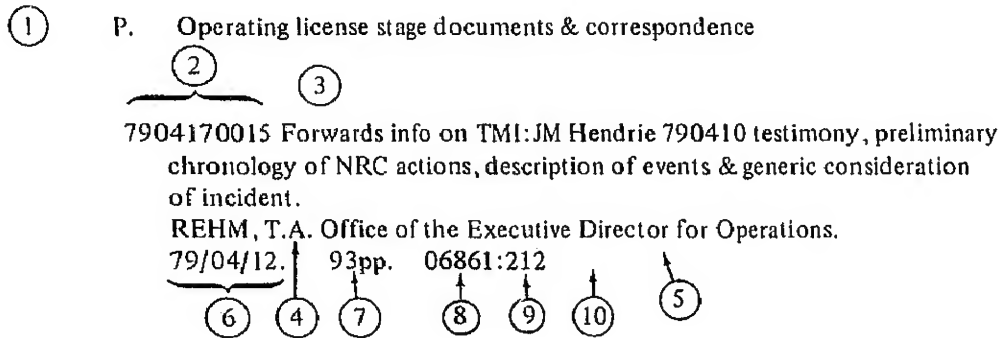 1 P. Operating license stage documents & correspondence
2 3
7904170015 Forwards info on TMI:JM Hendrie 790410 testimony, preliminary
chronology of NRC actions, description of events & generic consideration
of incident.
REHM, T.A. Office of the Executive Director for Operations.
79/04/12. 93pp. 06861:212
6 4 7 8 9 10 5